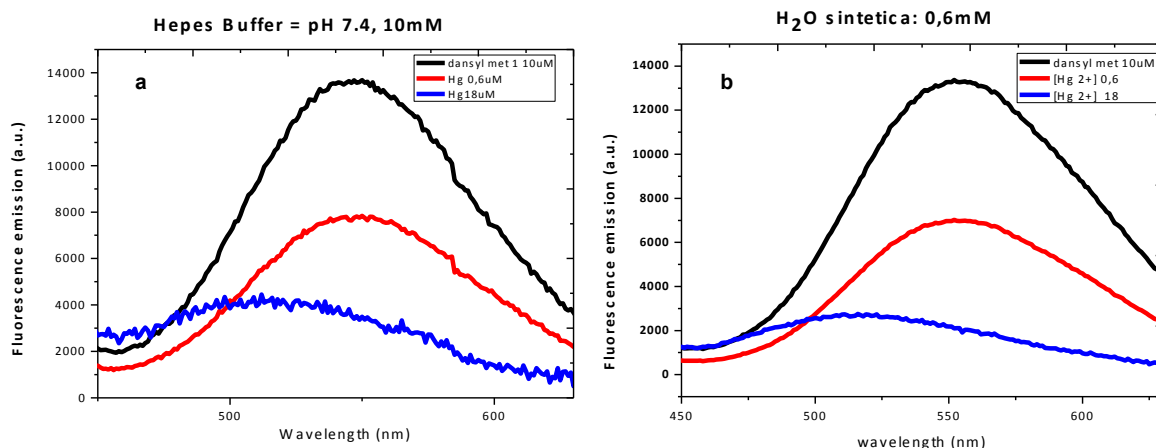 Hepes Buffer = pH 7.4, 10mM
a
dansyl met 1 10uM
Hg 0,6uM
Hg18uM
14000
12000
10000
8000
6000
4000
2000
0
Fluorescence emission (a.u.)
500
600
Wavelength (nm)
H₂O sintetica: 0,6mM
b
dansyl met 10uM
[Hg 2+] 0,6
[Hg 2+] 18
14000
12000
10000
8000
6000
4000
2000
0
Fluorescence emission (a.u.)
450
500
550
600
wavelength (nm)